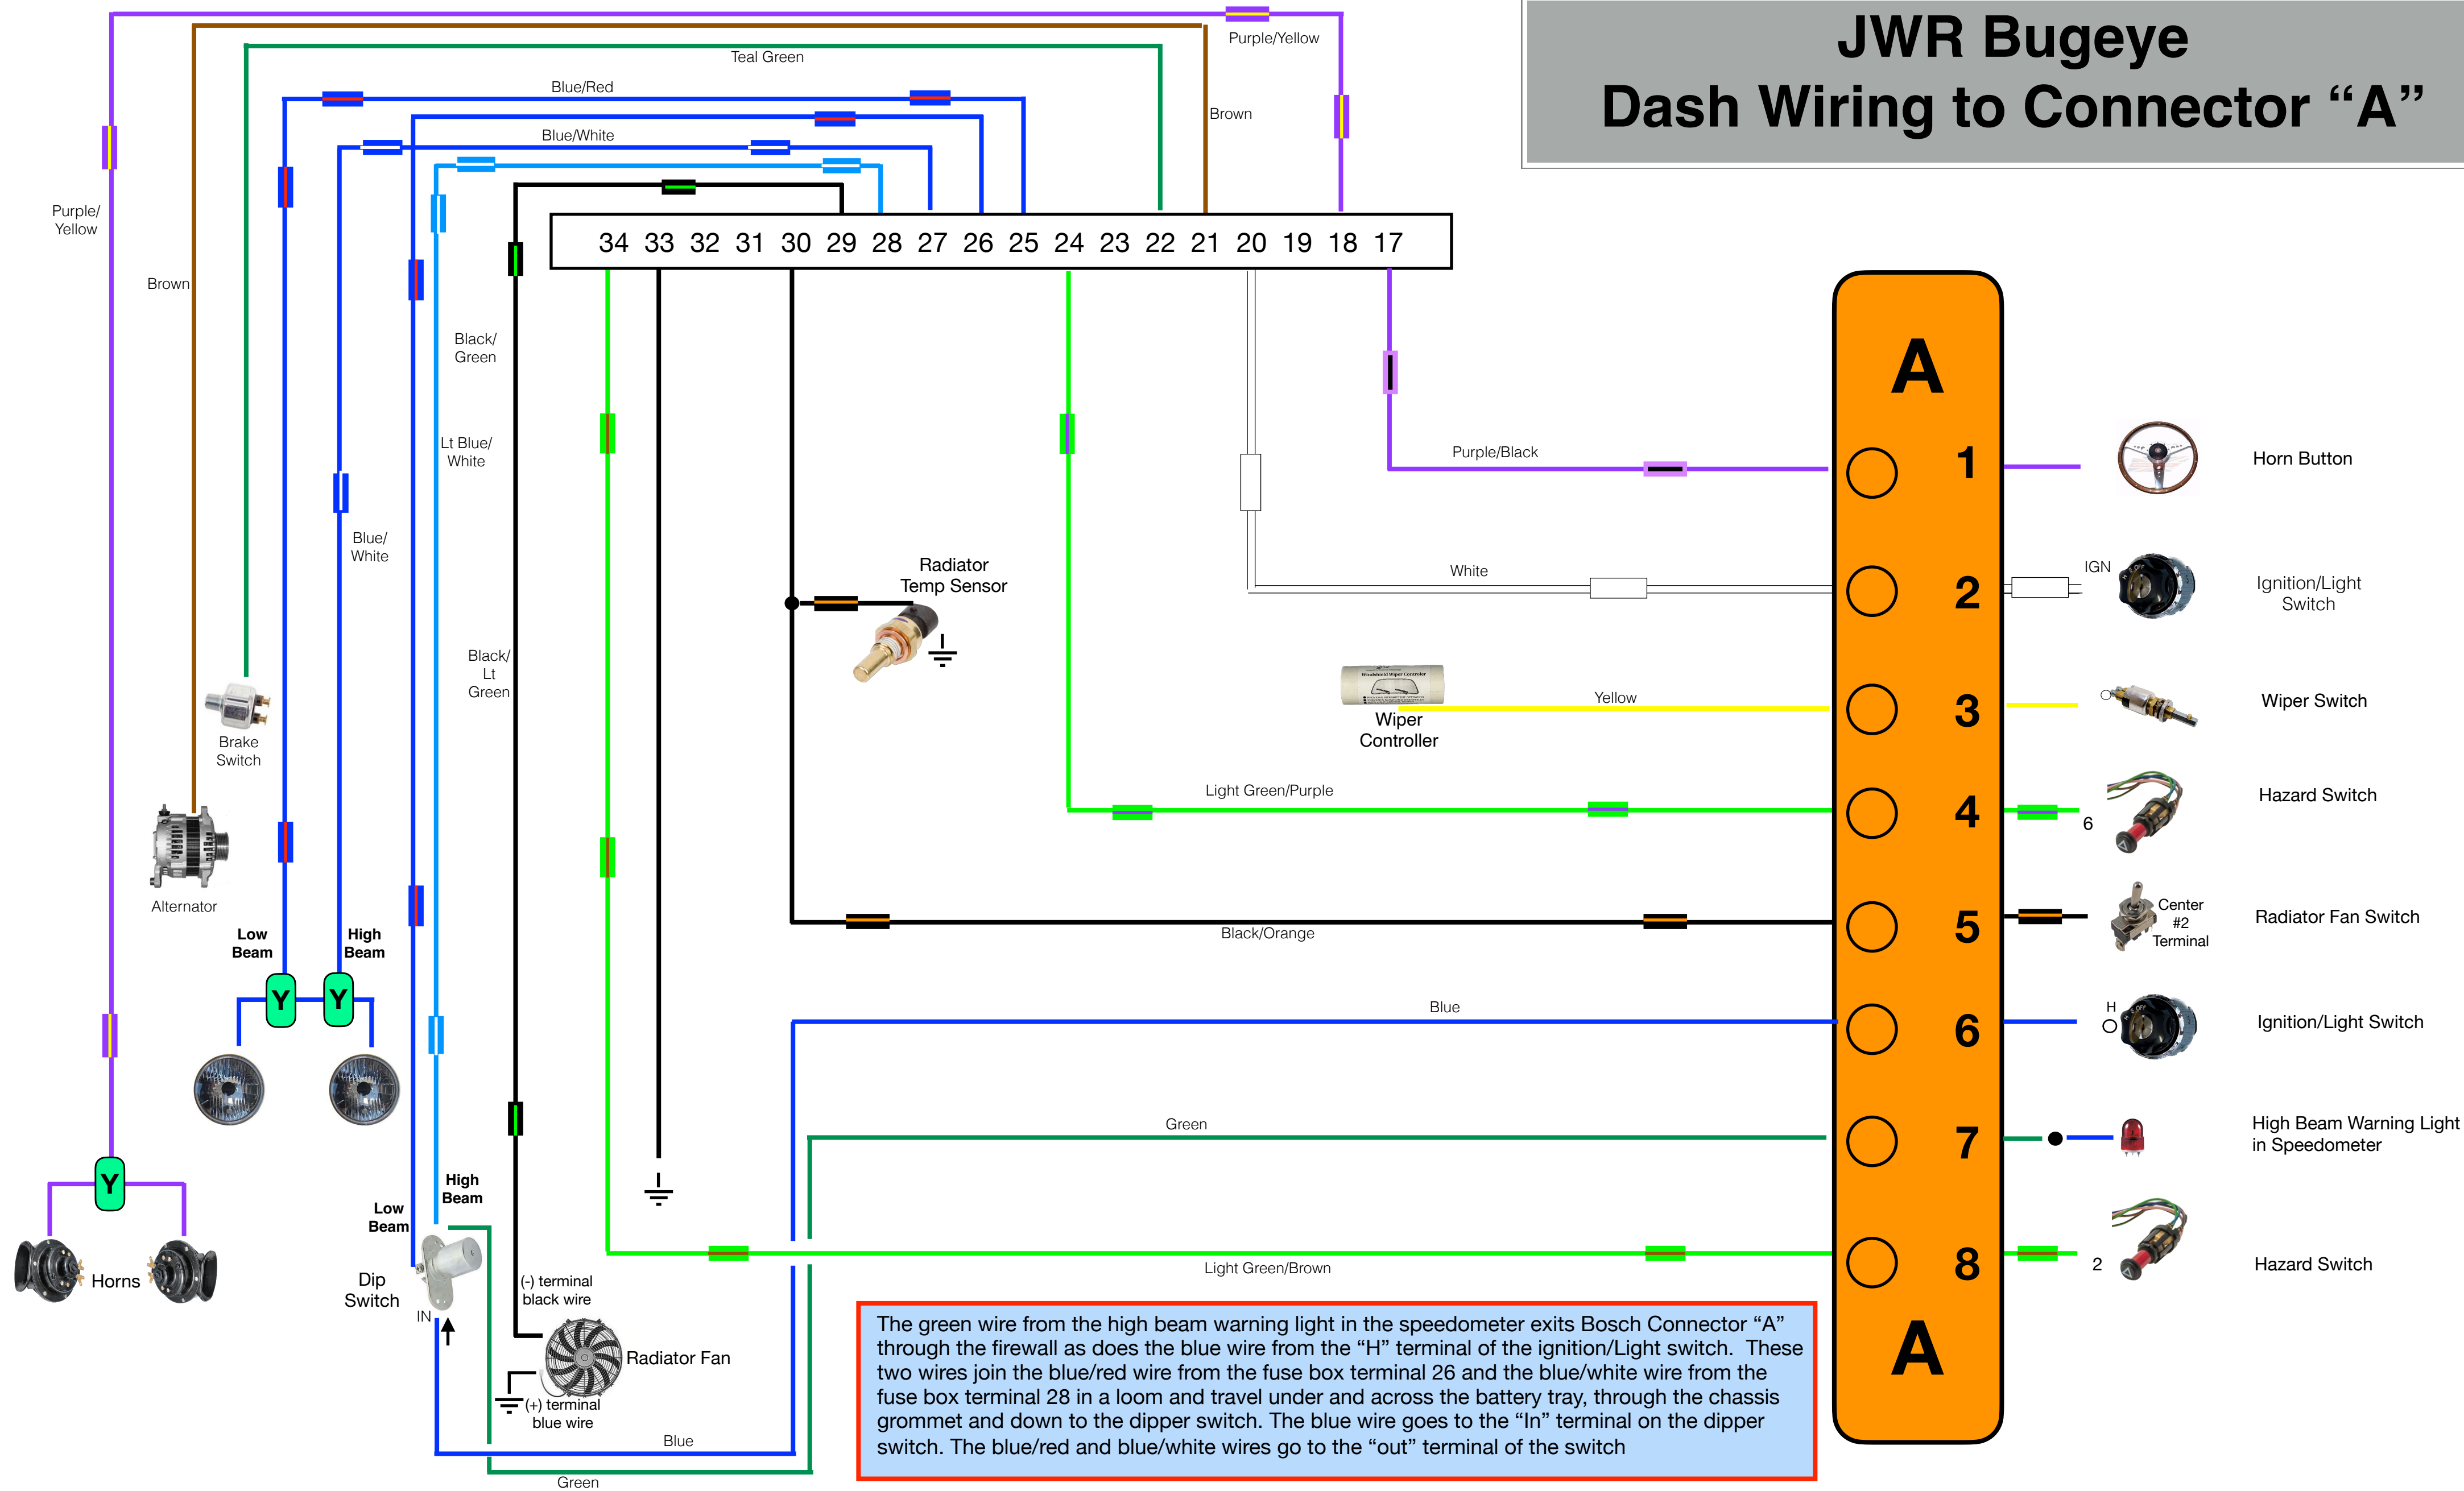 JWR Bugeye
Dash Wiring to Connector “A”
Purple/Yellow
Teal Green
Blue/Red
Brown
Blue/White
Purple/
Yellow
Brown
34 33 32 31 30 29 28 27 26 25 24 23 22 21 20 19 18 17
Black/
Green
Lt Blue/
White
Blue/
White
Black/
Lt
Green
Radiator
Temp Sensor
Purple/Black
White
Windshield Wiper Controler
Wiper
Controller
Yellow
Light Green/Purple
Black/Orange
Blue
Green
Light Green/Brown
A
1
Horn Button
2
IGN
Ignition/Light
Switch
3
Wiper Switch
4
6
Hazard Switch
5
Center
#2
Terminal
Radiator Fan Switch
6
H
Ignition/Light Switch
7
High Beam Warning Light
in Speedometer
8
2
Hazard Switch
A
Brake
Switch
Alternator
Low
Beam
High
Beam
Y
Y
Y
Horns
High
Beam
Low
Beam
Dip
Switch
IN
(-) terminal
black wire
Radiator Fan
(+) terminal
blue wire
Blue
Green
The green wire from the high beam warning light in the speedometer exits Bosch Connector “A”
through the firewall as does the blue wire from the “H” terminal of the ignition/Light switch. These
two wires join the blue/red wire from the fuse box terminal 26 and the blue/white wire from the
fuse box terminal 28 in a loom and travel under and across the battery tray, through the chassis
grommet and down to the dipper switch. The blue wire goes to the “In” terminal on the dipper
switch. The blue/red and blue/white wires go to the “out” terminal of the switch